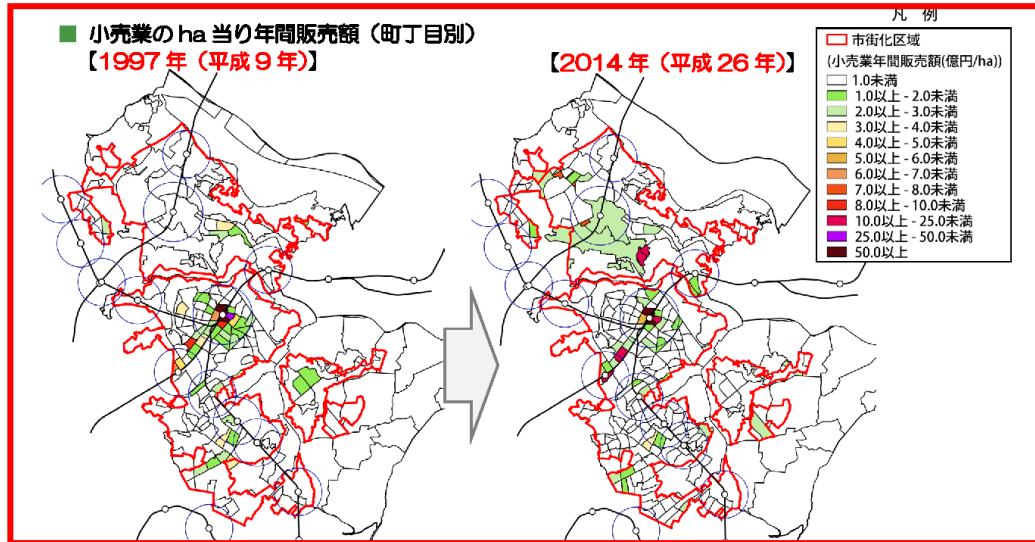 ■ 小売業のha当り年間販売額（町丁目別）
【1997年（平成9年）】
【2014年（平成26年）】
凡 例
市街化区域
(小売業年間販売額(億円/ha))
1.0未満
1.0以上 - 2.0未満
2.0以上 - 3.0未満
3.0以上 - 4.0未満
4.0以上 - 5.0未満
5.0以上 - 6.0未満
6.0以上 - 7.0未満
7.0以上 - 8.0未満
8.0以上 - 10.0未満
10.0以上 - 25.0未満
25.0以上 - 50.0未満
50.0以上